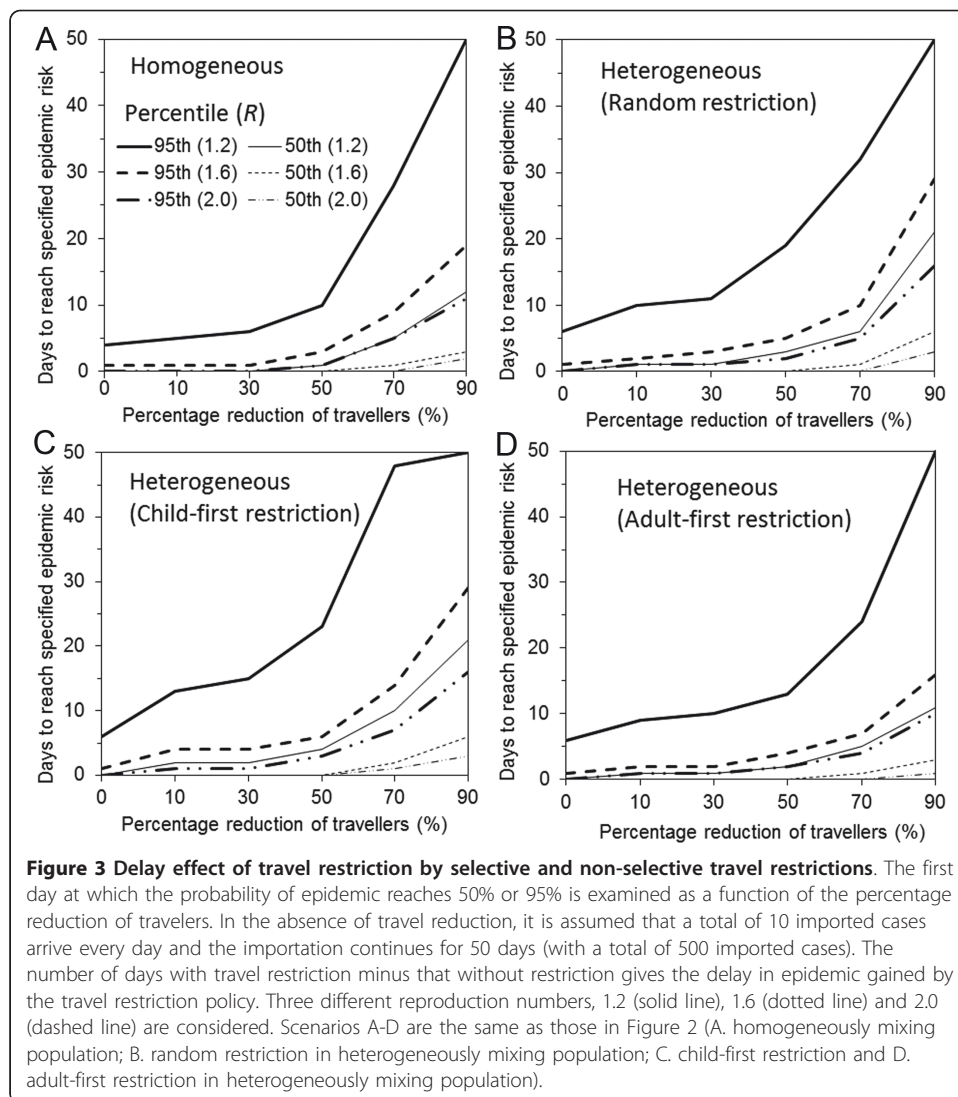 A
50
40
30
20
10
0
Days to reach specified epidemic risk
Homogeneous
Percentile (R)
95th (1.2) 50th (1.2)
95th (1.6) 50th (1.6)
95th (2.0) 50th (2.0)
0 10 30 50 70 90
Percentage reduction of travellers (%)
B
50
40
30
20
10
0
Days to reach specified epidemic risk
Heterogeneous
(Random restriction)
0 10 30 50 70 90
Percentage reduction of travellers (%)
C
50
40
30
20
10
0
Days to reach specified epidemic risk
Heterogeneous
(Child-first restriction)
0 10 30 50 70 90
Percentage reduction of travellers (%)
D
50
40
30
20
10
0
Days to reach specified epidemic risk
Heterogeneous
(Adult-first restriction)
0 10 30 50 70 90
Percentage reduction of travellers (%)
Figure 3 Delay effect of travel restriction by selective and non-selective travel restrictions. The first
day at which the probability of epidemic reaches 50% or 95% is examined as a function of the percentage
reduction of travelers. In the absence of travel reduction, it is assumed that a total of 10 imported cases
arrive every day and the importation continues for 50 days (with a total of 500 imported cases). The
number of days with travel restriction minus that without restriction gives the delay in epidemic gained by
the travel restriction policy. Three different reproduction numbers, 1.2 (solid line), 1.6 (dotted line) and 2.0
(dashed line) are considered. Scenarios A-D are the same as those in Figure 2 (A. homogeneously mixing
population; B. random restriction in heterogeneously mixing population; C. child-first restriction and D.
adult-first restriction in heterogeneously mixing population).